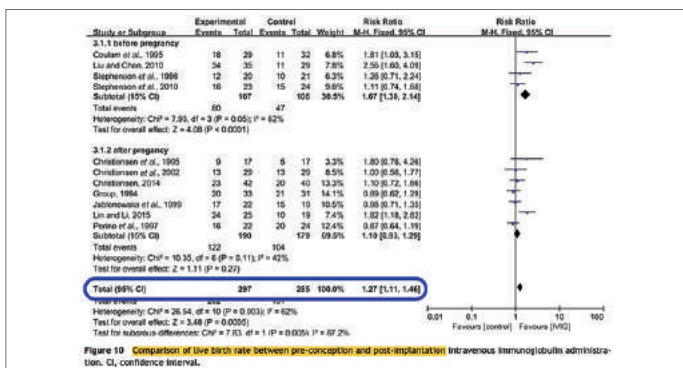 Experimental Control Risk Ratio Risk Ratio
Study or Subgroup Events Total Events Total Weight M-H. Fixed. 95% CI M-H. Fixed. 95% CI
3.1.1 before pregancy
Coulam et al., 1995 18 29 11 32 6.8% 1.81 [1.03, 3.15]
Liu and Chen, 2010 34 35 11 29 7.8% 2.56 [1.60, 4.09]
Stephenson et al., 1998 12 20 10 21 6.3% 1.26 [0.71, 2.24]
Stephenson et al., 2010 16 23 15 24 1.11 [0.74, 1.68]
Subtotal (95% CI) 107 106 30.5% 1.67 [1.30, 2.14]
Total events 80 47
Heterogeneity: Chi² = 7.93, df = 3 (P = 0.05); I² = 62%
Test for overall effect: Z = 4.08 (P < 0.0001)
3.1.2 after pregancy
Christiansen et al., 1995 9 17 5 17 3.3% 1.80 [0.76, 4.26]
Christiansen et al., 2002 13 29 13 29 8.6% 1.00 [0.56, 1.77]
Christiansen, 2014 23 42 20 40 13.3% 1.10 [0.72, 1.66]
Group, 1994 20 33 21 31 14.1% 0.89 [0.62, 1.29]
Jablonowska et al., 1999 17 22 15 19 10.5% 0.98 [0.71, 1.35]
Lin and Li, 2015 24 25 10 19 7.4% 1.82 [1.18, 2.82]
Perino et al., 1997 16 22 20 24 12.4% 0.87 [0.64, 1.19]
Subtotal (95% CI) 190 179 69.5% 1.10 [0.93, 1.29]
Total events 122 104
Heterogeneity: Chi² = 10.35, df = 6 (P = 0.11); I² = 42%
Test for overall effect: Z = 1.11 (P = 0.27)
Total (95% CI) 297 285 100.0% 1.27 [1.11, 1.46]
Total events 202 151
Heterogeneity: Chi² = 26.54, df = 10 (P = 0.003); I² = 62%
Test for overall effect: Z = 3.48 (P = 0.0005)
Test for subgroup differences: Chi² = 7.83, df = 1 (P = 0.005), I² = 87.2%
0.01 0.1 1 10 100
Favours [control] Favours [IVIG]
Figure 10 Comparison of live birth rate between pre-conception and post-implantation intravenous immunoglobulin administra-
tion. CI, confidence interval.